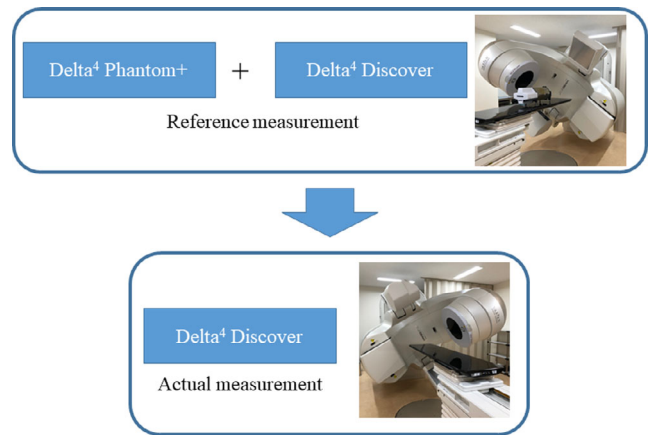 Delta⁴ Phantom+ + Delta⁴ Discover
Reference measurement
Delta⁴ Discover
Actual measurement